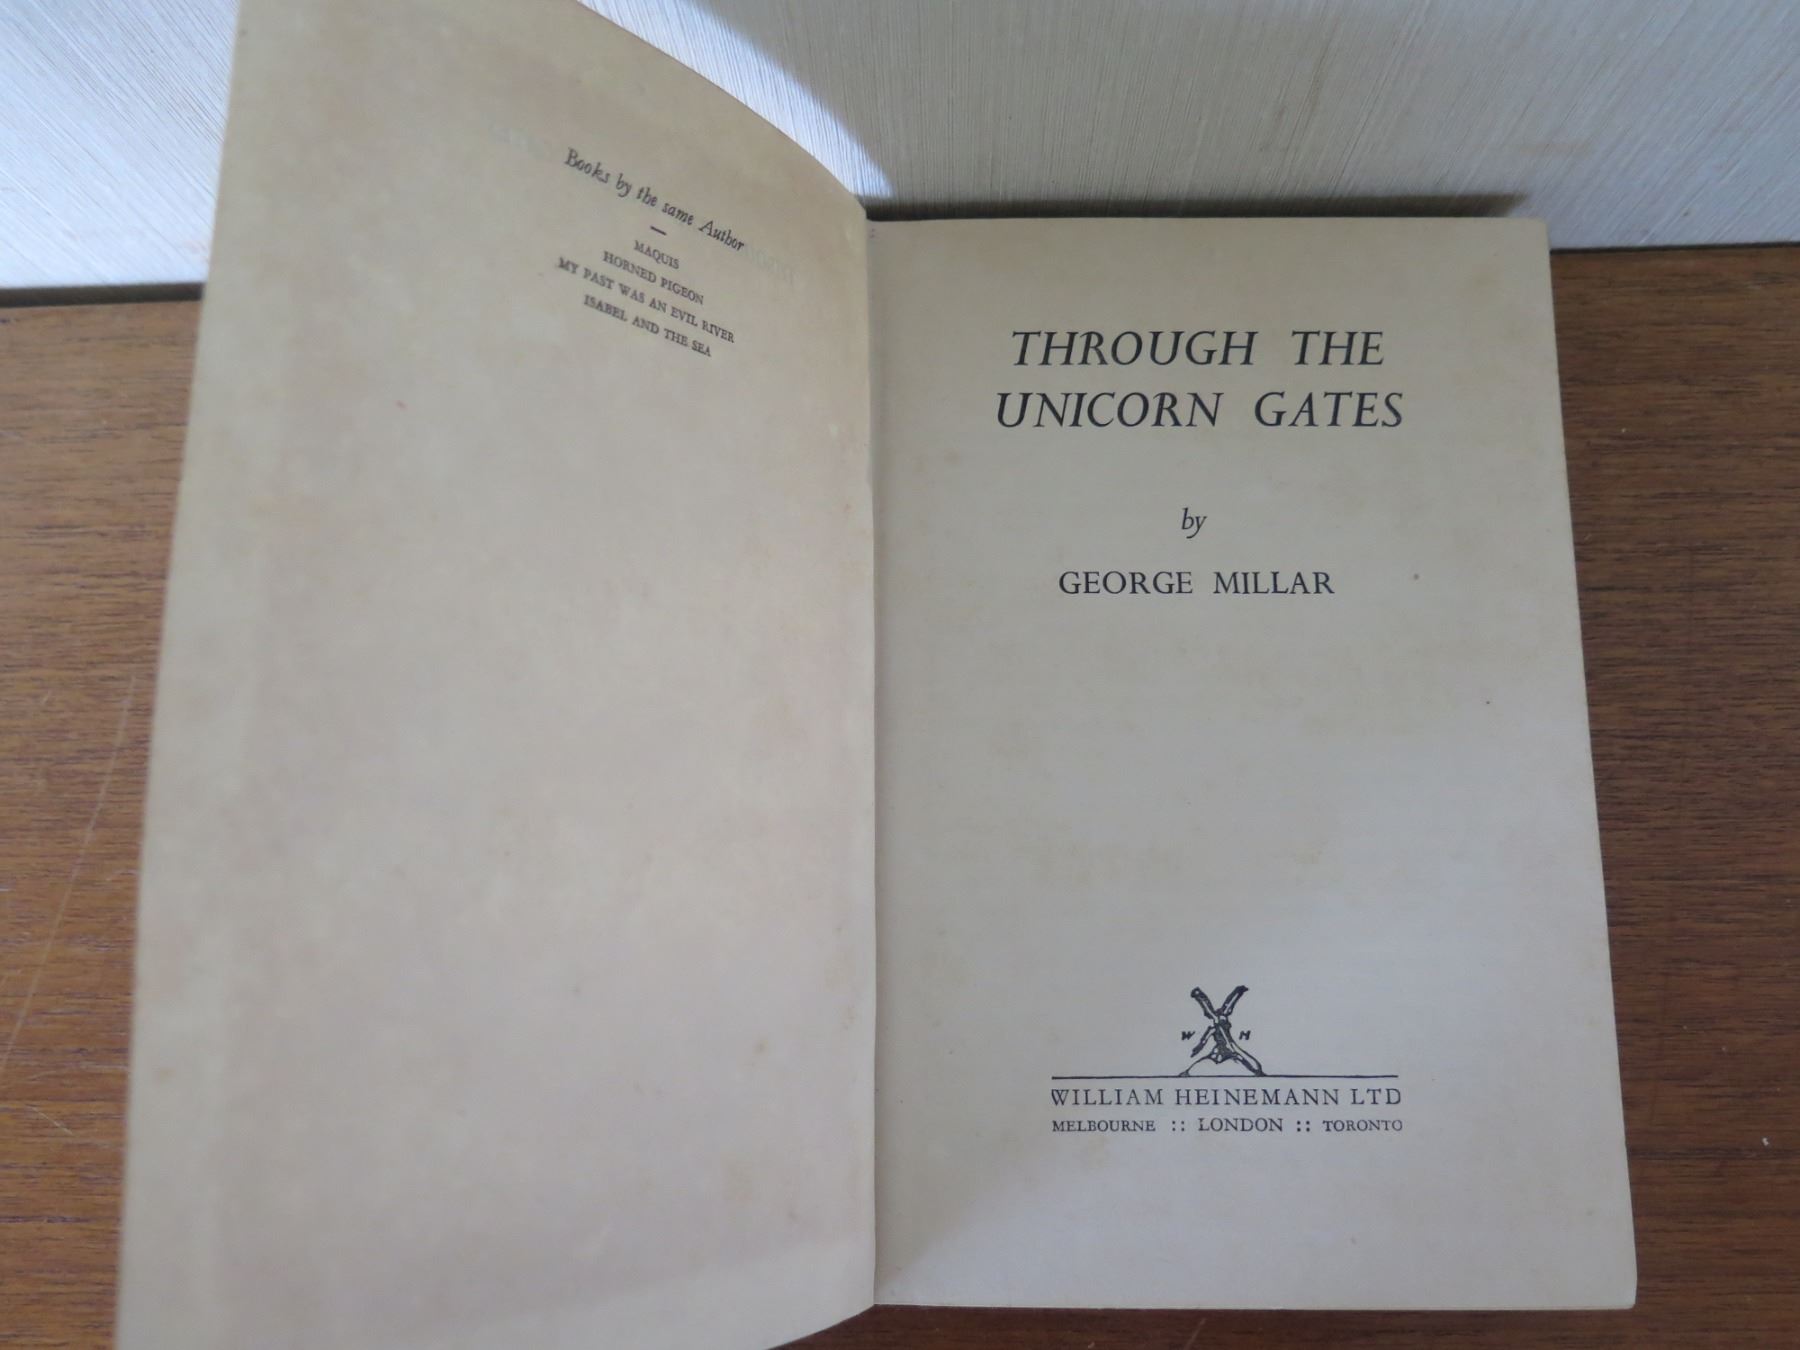 Books by the same Author
MAQUIS
HORNED PIGEON
MY PAST WAS AN EVIL RIVER
ISABEL AND THE SEA
THROUGH THE
UNICORN GATES
by
GEORGE MILLAR
W H
WILLIAM HEINEMANN LTD
MELBOURNE :: LONDON :: TORONTO